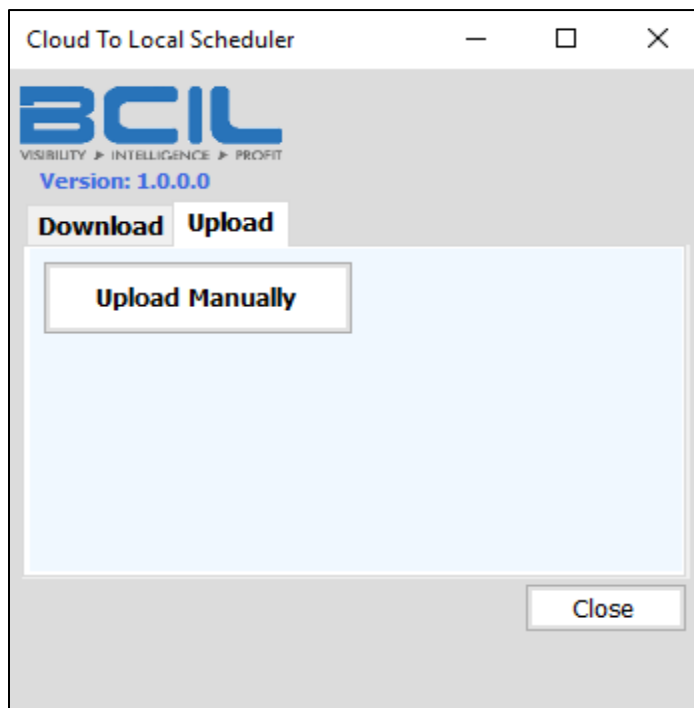 Cloud To Local Scheduler
BCIL
VISIBILITY > INTELLIGENCE > PROFIT
Version: 1.0.0.0
Download Upload
Upload Manually
Close